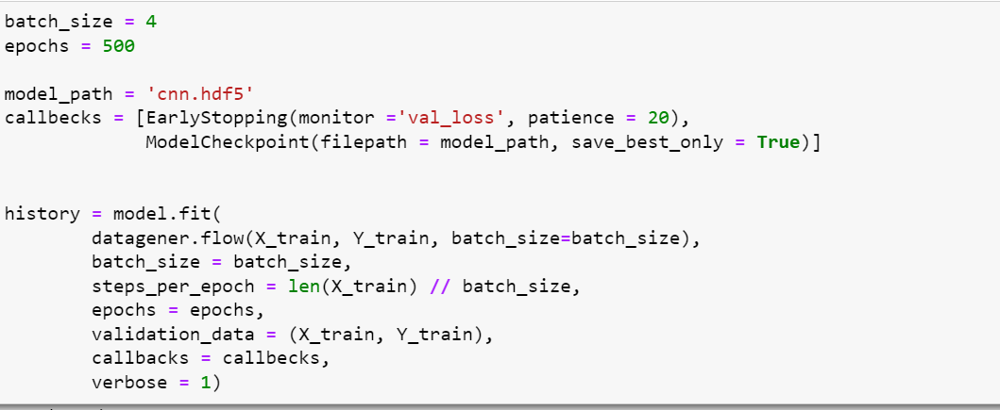 batch_size = 4
epochs = 500
model_path = 'cnn.hdf5'
callbecks = [EarlyStopping(monitor ='val_loss', patience = 20),
ModelCheckpoint(filepath = model_path, save_best_only = True)]
history = model.fit(
datagener.flow(X_train, Y_train, batch_size=batch_size),
batch_size = batch_size,
steps_per_epoch = len(X_train) // batch_size,
epochs = epochs,
validation_data = (X_train, Y_train),
callbacks = callbecks,
verbose = 1)